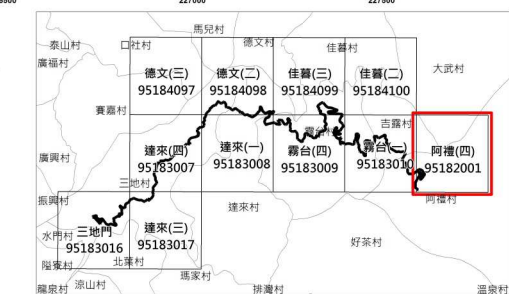 227000
227500
馬兒村
泰山村
口社村
德文村
佳暮村
廣福村
大武村
德文(三)
95184097
德文(二)
95184098
佳暮(三)
95184099
佳暮(二)
95184100
賽嘉村
吉露村
霧台村
廣興村
達來(四)
95183007
達來(一)
93183008
霧台(四)
95183009
霧台(一)
95183010
阿禮(四)
95182001
三地村
振興村
達來村
阿禮村
水門村
三地門
95183016
達來(三)
95183017
好茶村
隘寮村
北葉村
瑪家村
龍泉村
涼山村
排灣村
溫泉村